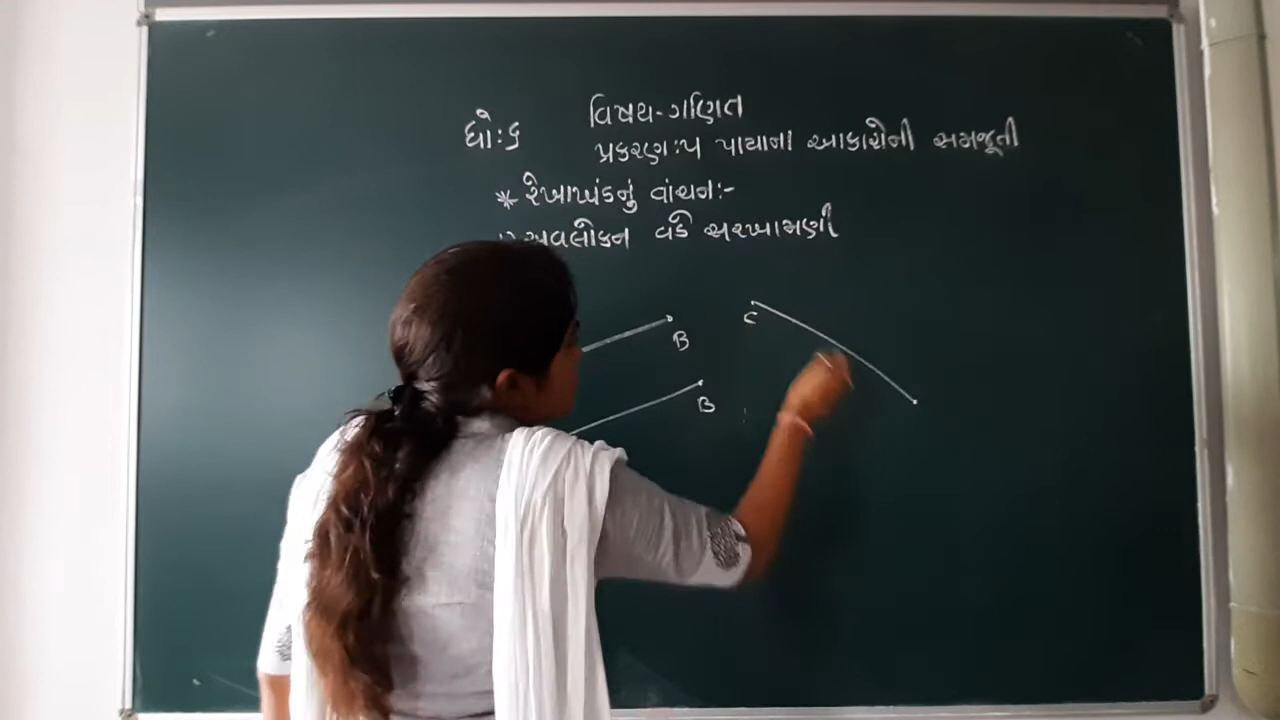 વિષય-ગણિત
ધોઃ૬
પ્રકરણઃ૫ પાયાના આકારોની સમજૂતી
* રેખાખંડનું વાંચનઃ-
અવલોકન વડે સરખામણી
B
C
B